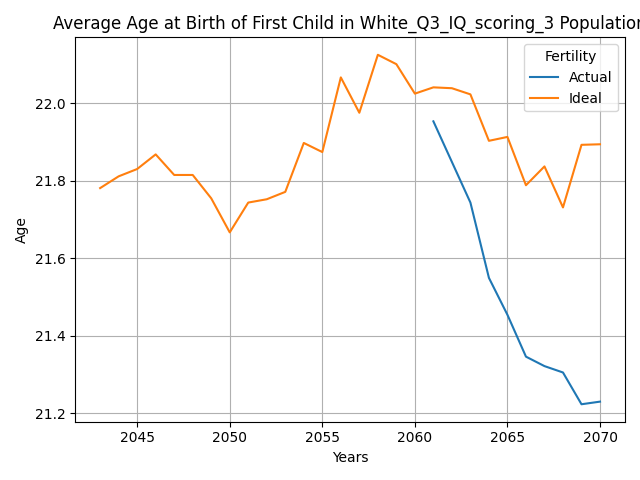 Average Age at Birth of First Child in White_Q3_IQ_scoring_3 Population
Fertility
Actual
Ideal
22.0
21.8
21.6
21.4
21.2
Age
2045 2050 2055 2060 2065 2070
Years